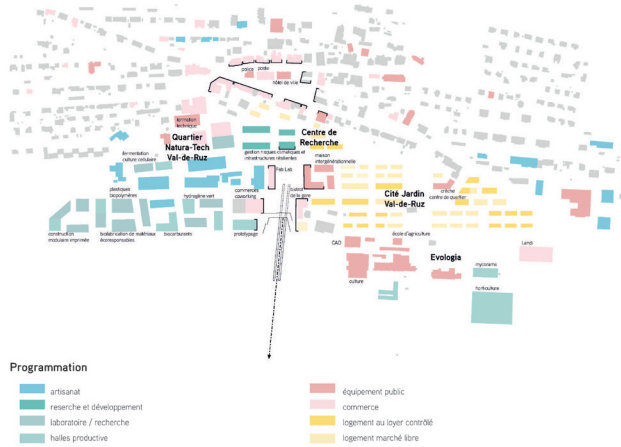 police
poste
hôtel de ville
formation
technique
Quartier
Natura-Tech
Val-de-Ruz
Centre de
Recherche
fermentation
culture cellulaire
gestion risques climatiques et
infrastructures résilientes
maison
intergénérationnelle
Fab Lab
plastiques
biopolymères
hydrogène vert
commerces
coworking
de la gare
Cité Jardin
Val-de-Ruz
crèche
centre de quartier
construction
modulaire imprimée
biofabrication de matériaux
écoresponsables
biocarburants
prototypage
CAD
école d'agriculture
Landi
Evologia
culture
mycorama
horticulture
Programmation
artisanat
reserche et développement
laboratoire / recherche
halles productive
équipement public
commerce
logement au loyer contrôlé
logement marché libre